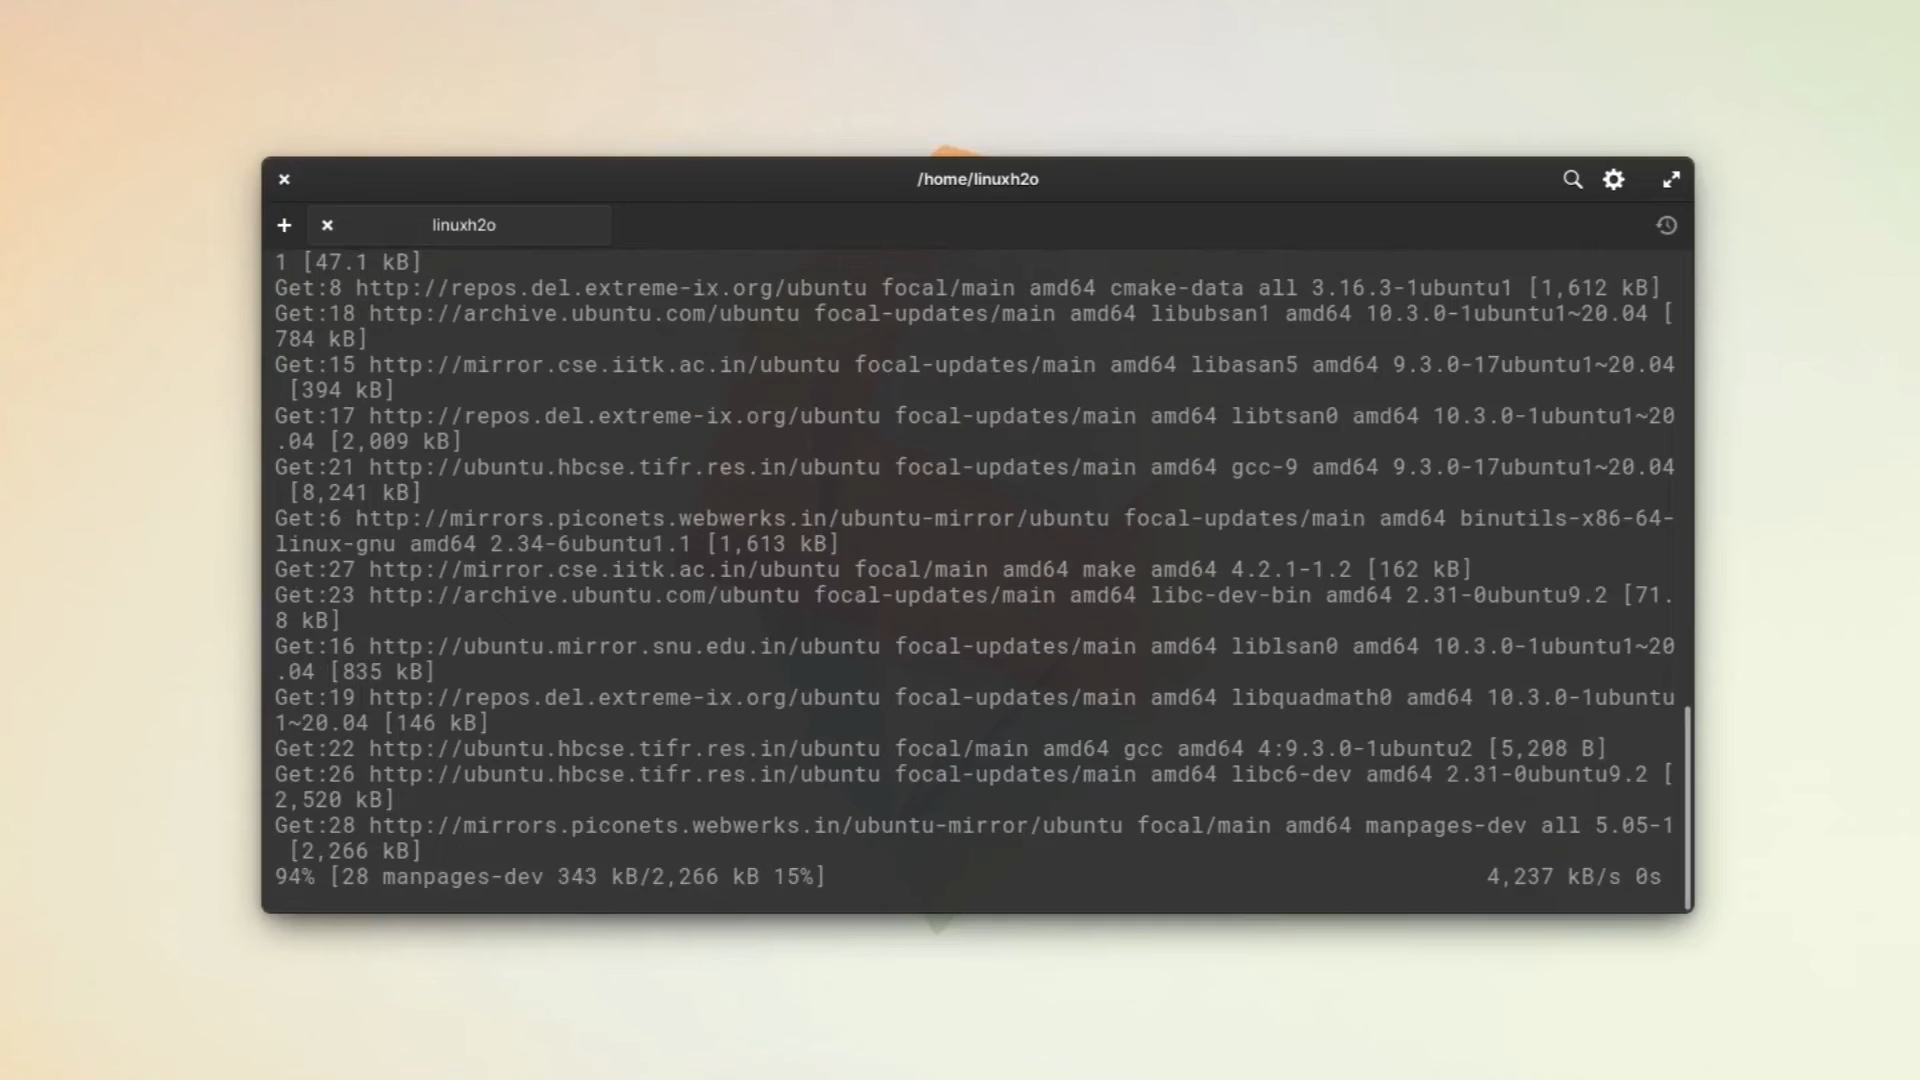 /home/linuxh2o
linuxh2o
1 [47.1 kB]
Get:8 http://repos.del.extreme-ix.org/ubuntu focal/main amd64 cmake-data all 3.16.3-1ubuntu1 [1,612 kB]
Get:18 http://archive.ubuntu.com/ubuntu focal-updates/main amd64 libubsan1 amd64 10.3.0-1ubuntu1~20.04 [
784 kB]
Get:15 http://mirror.cse.iitk.ac.in/ubuntu focal-updates/main amd64 libasan5 amd64 9.3.0-17ubuntu1~20.04
[394 kB]
Get:17 http://repos.del.extreme-ix.org/ubuntu focal-updates/main amd64 libtsan0 amd64 10.3.0-1ubuntu1~20
.04 [2,009 kB]
Get:21 http://ubuntu.hbcse.tifr.res.in/ubuntu focal-updates/main amd64 gcc-9 amd64 9.3.0-17ubuntu1~20.04
[8,241 kB]
Get:6 http://mirrors.piconets.webwerks.in/ubuntu-mirror/ubuntu focal-updates/main amd64 binutils-x86-64-
linux-gnu amd64 2.34-6ubuntu1.1 [1,613 kB]
Get:27 http://mirror.cse.iitk.ac.in/ubuntu focal/main amd64 make amd64 4.2.1-1.2 [162 kB]
Get:23 http://archive.ubuntu.com/ubuntu focal-updates/main amd64 libc-dev-bin amd64 2.31-0ubuntu9.2 [71.
8 kB]
Get:16 http://ubuntu.mirror.snu.edu.in/ubuntu focal-updates/main amd64 liblsan0 amd64 10.3.0-1ubuntu1~20
.04 [835 kB]
Get:19 http://repos.del.extreme-ix.org/ubuntu focal-updates/main amd64 libquadmath0 amd64 10.3.0-1ubuntu
1~20.04 [146 kB]
Get:22 http://ubuntu.hbcse.tifr.res.in/ubuntu focal/main amd64 gcc amd64 4:9.3.0-1ubuntu2 [5,208 B]
Get:26 http://ubuntu.hbcse.tifr.res.in/ubuntu focal-updates/main amd64 libc6-dev amd64 2.31-0ubuntu9.2 [
2,520 kB]
Get:28 http://mirrors.piconets.webwerks.in/ubuntu-mirror/ubuntu focal/main amd64 manpages-dev all 5.05-1
[2,266 kB]
94% [28 manpages-dev 343 kB/2,266 kB 15%] 4,237 kB/s 0s